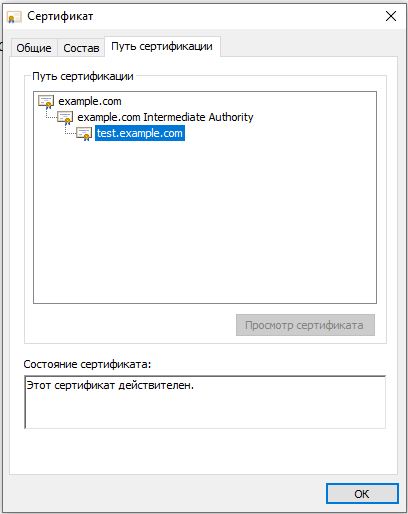 Сертификат
Общие Состав Путь сертификации
Путь сертификации
example.com
example.com Intermediate Authority
test.example.com
Просмотр сертификата
Состояние сертификата:
Этот сертификат действителен.
OK